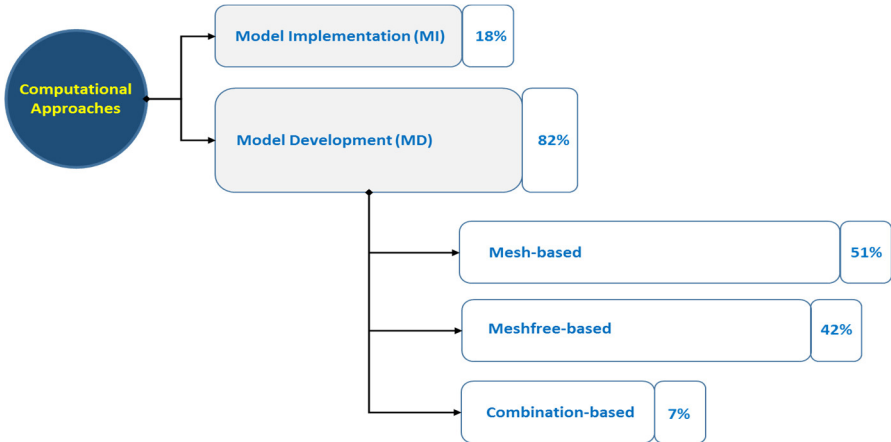 Computational
Approaches
Model Implementation (MI)
18%
Model Development (MD)
82%
Mesh-based
51%
Meshfree-based
42%
Combination-based
7%